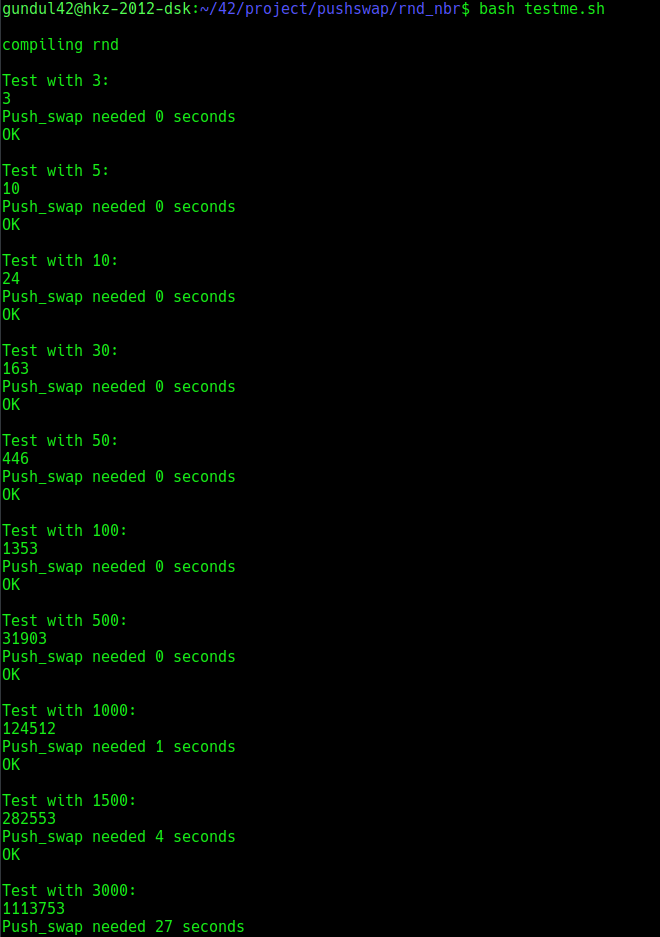 gundul42@hkz-2012-dsk:~/42/project/pushswap/rnd_nbr$ bash testme.sh
compiling rnd
Test with 3:
3
Push_swap needed 0 seconds
OK
Test with 5:
10
Push_swap needed 0 seconds
OK
Test with 10:
24
Push_swap needed 0 seconds
OK
Test with 30:
163
Push_swap needed 0 seconds
OK
Test with 50:
446
Push_swap needed 0 seconds
OK
Test with 100:
1353
Push_swap needed 0 seconds
OK
Test with 500:
31903
Push_swap needed 0 seconds
OK
Test with 1000:
124512
Push_swap needed 1 seconds
OK
Test with 1500:
282553
Push_swap needed 4 seconds
OK
Test with 3000:
1113753
Push_swap needed 27 seconds